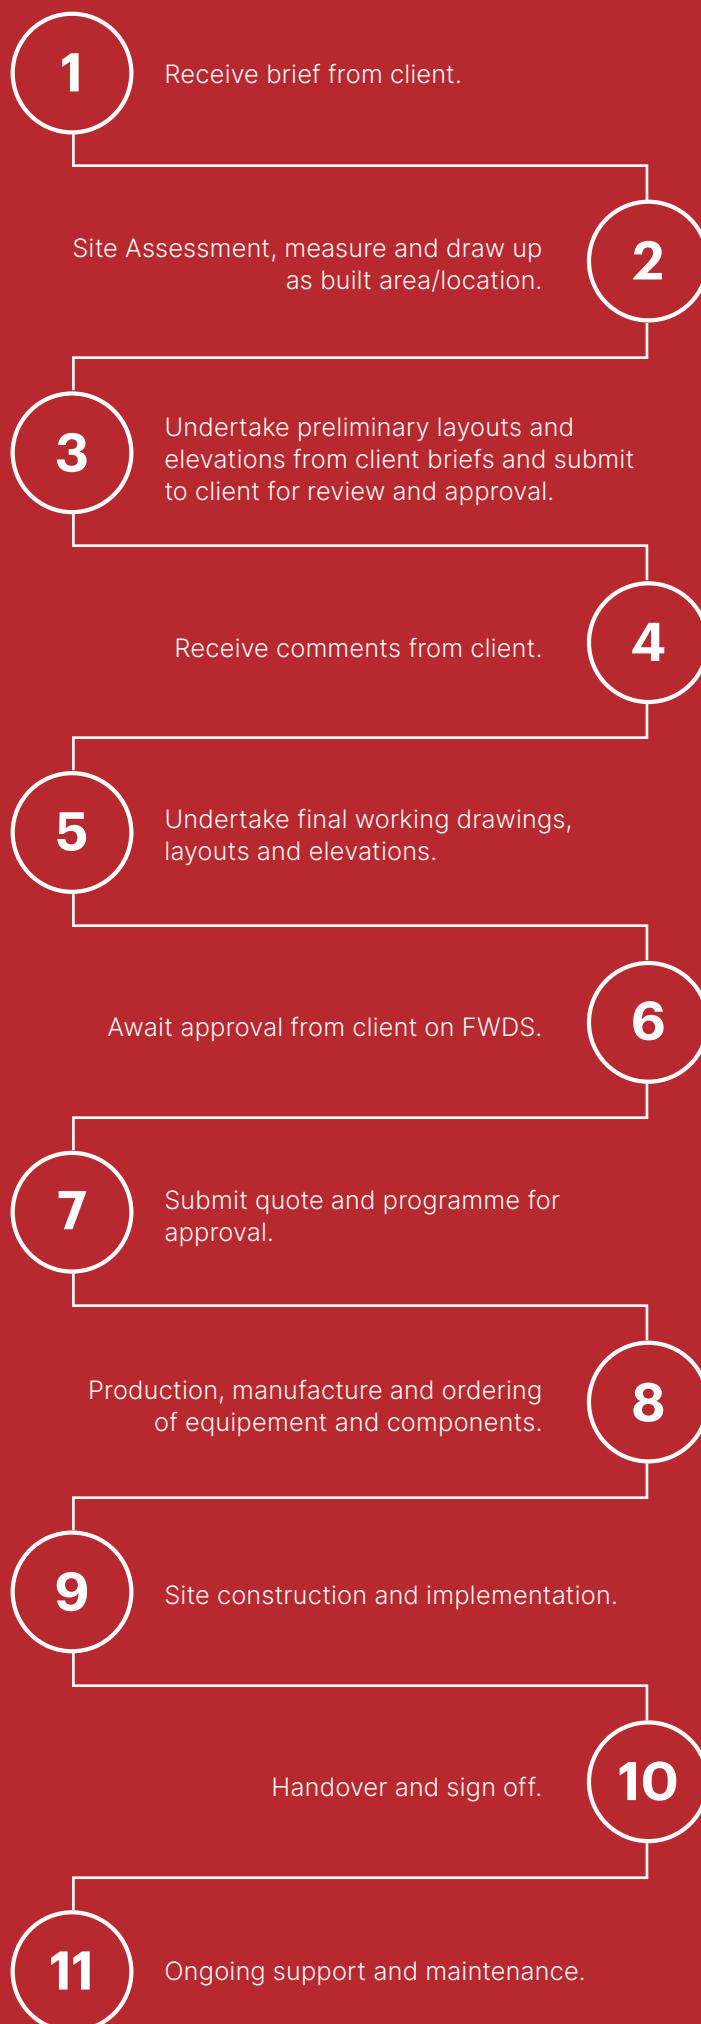 1
Receive brief from client.
2
Site Assessment, measure and draw up
as built area/location.
3
Undertake preliminary layouts and
elevations from client briefs and submit
to client for review and approval.
4
Receive comments from client.
5
Undertake final working drawings,
layouts and elevations.
6
Await approval from client on FWDS.
7
Submit quote and programme for
approval.
8
Production, manufacture and ordering
of equipement and components.
9
Site construction and implementation.
10
Handover and sign off.
11
Ongoing support and maintenance.